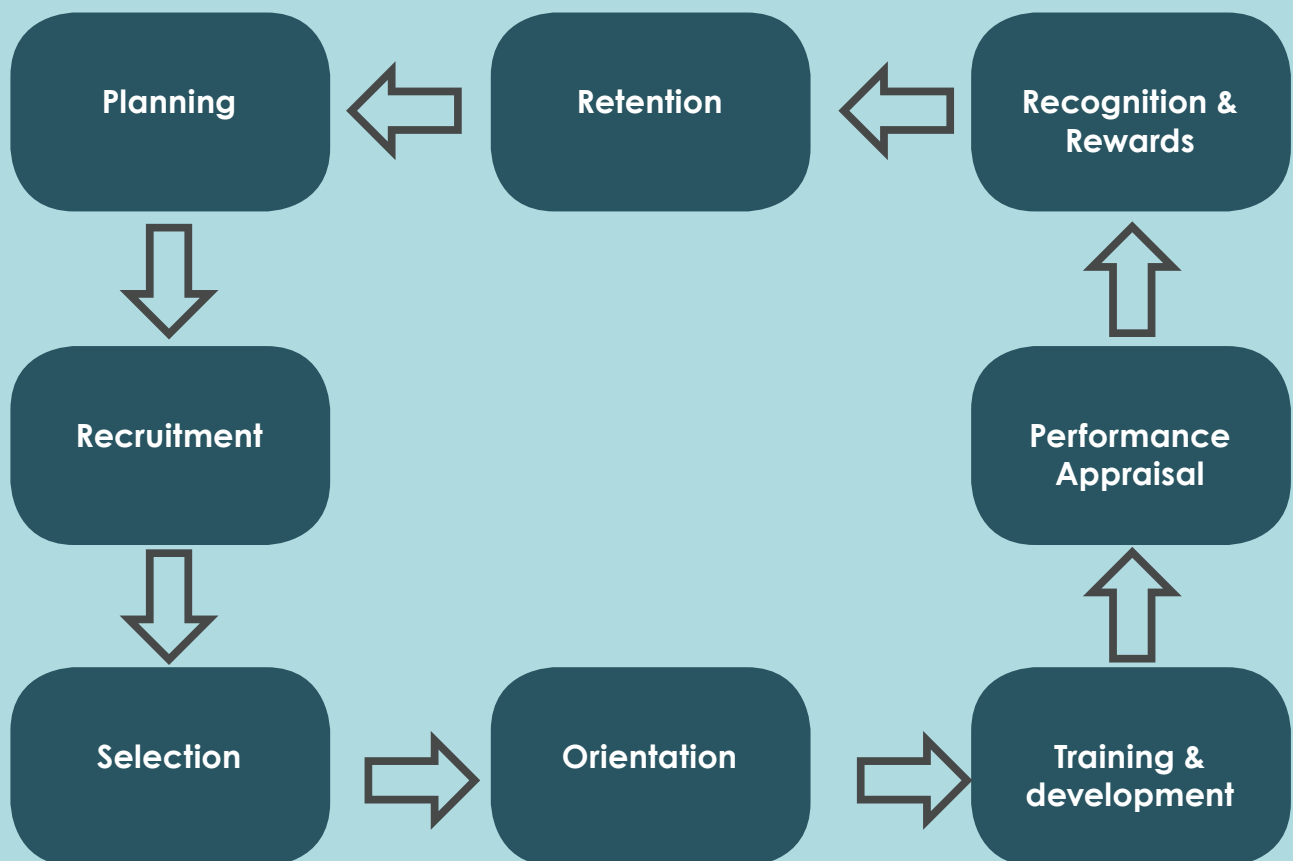 Planning
Retention
Recognition &
Rewards
Recruitment
Performance
Appraisal
Selection
Orientation
Training &
development